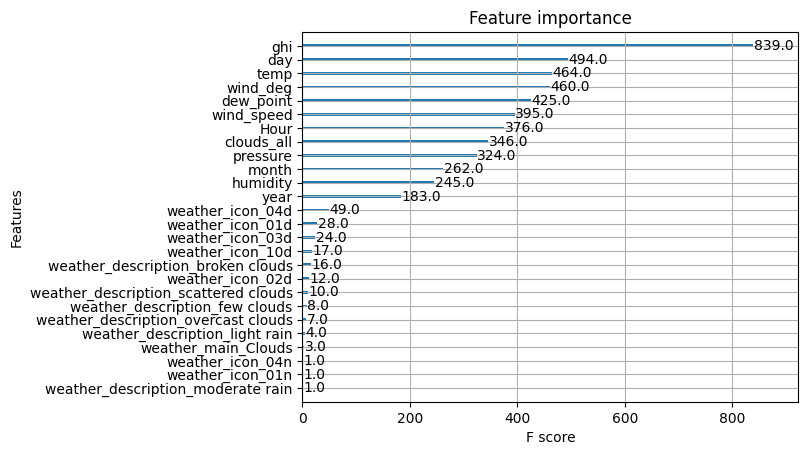 Feature importance
Features
ghi 839.0
day 494.0
temp 464.0
wind_deg 460.0
dew_point 425.0
wind_speed 395.0
Hour 376.0
clouds_all 346.0
pressure 324.0
month 262.0
humidity 245.0
year 183.0
weather_icon_04d 49.0
weather_icon_01d 28.0
weather_icon_03d 24.0
weather_icon_10d 17.0
weather_description_broken clouds 16.0
weather_icon_02d 12.0
weather_description_scattered clouds 10.0
weather_description_few clouds 8.0
weather_description_overcast clouds 7.0
weather_description_light rain 4.0
weather_main_Clouds 3.0
weather_icon_04n 1.0
weather_icon_01n 1.0
weather_description_moderate rain 1.0
0 200 400 600 800
F score